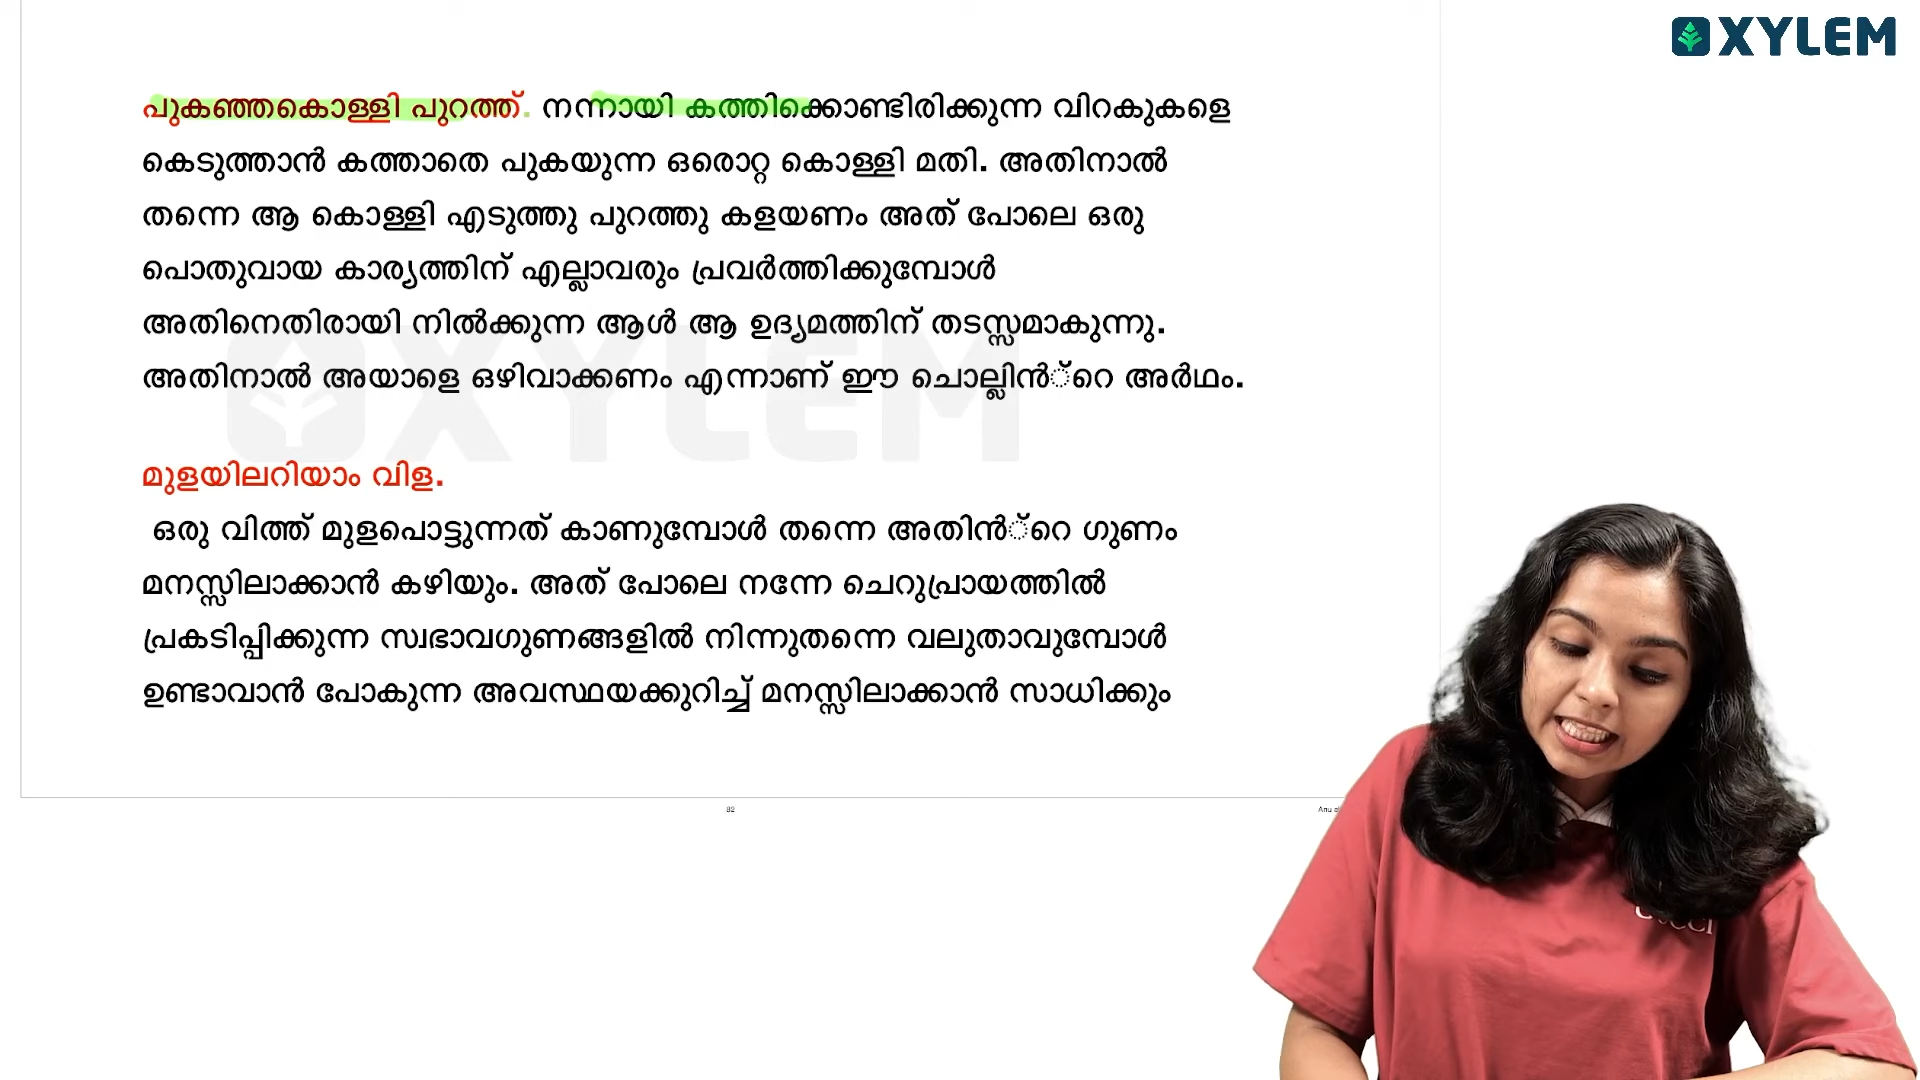 XYLEM
പുകഞ്ഞകൊള്ളി പുറത്ത്. നന്നായി കത്തിക്കൊണ്ടിരിക്കുന്ന വിറകുകളെ
കെടുത്താൻ കത്താതെ പുകയുന്ന ഒരൊറ്റ കൊള്ളി മതി. അതിനാൽ
തന്നെ ആ കൊള്ളി എടുത്തു പുറത്തു കളയണം അത് പോലെ ഒരു
പൊതുവായ കാര്യത്തിന് എല്ലാവരും പ്രവർത്തിക്കുമ്പോൾ
അതിനെതിരായി നിൽക്കുന്ന ആൾ ആ ഉദ്യമത്തിന് തടസ്സമാകുന്നു.
അതിനാൽ അയാളെ ഒഴിവാക്കണം എന്നാണ് ഈ ചൊല്ലിൻ്റെ അർഥം.
XYLEM
മുളയിലറിയാം വിള.
ഒരു വിത്ത് മുളപൊട്ടുന്നത് കാണുമ്പോൾ തന്നെ അതിൻ്റെ ഗുണം
മനസ്സിലാക്കാൻ കഴിയും. അത് പോലെ നന്നേ ചെറുപ്രായത്തിൽ
പ്രകടിപ്പിക്കുന്ന സ്വഭാവഗുണങ്ങളിൽ നിന്നുതന്നെ വലുതാവുമ്പോൾ
ഉണ്ടാവാൻ പോകുന്ന അവസ്ഥയക്കുറിച്ച് മനസ്സിലാക്കാൻ സാധിക്കും
Anu